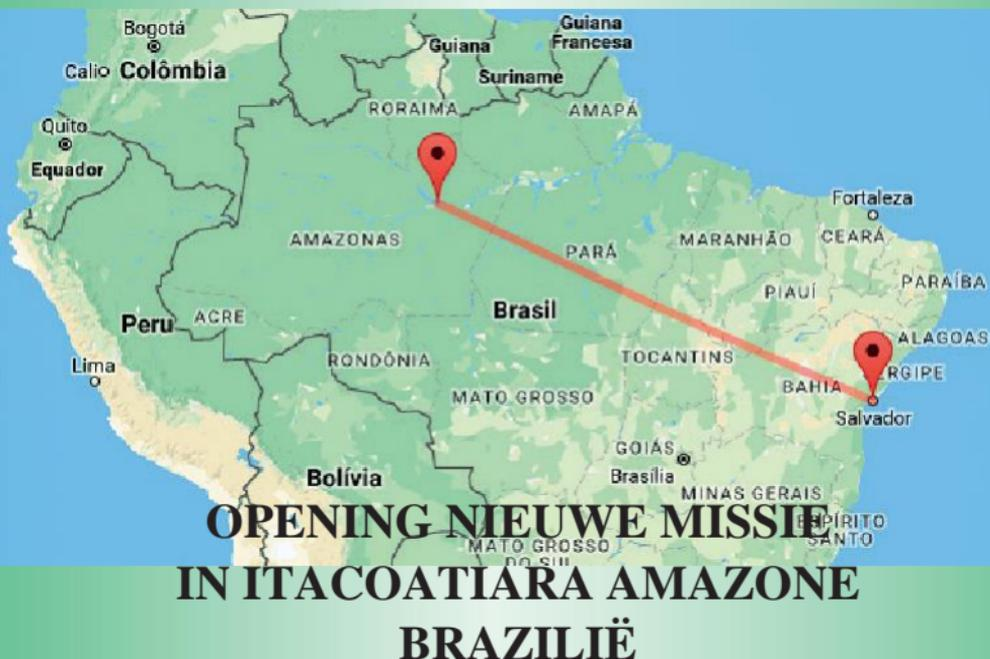 Bogotá
Guiana
Guiana
Francesa
Cali Colômbia
Suriname
RORAIMA
AMAPÁ
Quito
Equador
Fortaleza
AMAZONAS
PARÁ
MARANHÃO
CEARÁ
PIAUÍ
PARAÍBA
Peru
ACRE
Brasil
ALAGOAS
Lima
RONDÔNIA
TOCANTINS
RGIPE
BAHIA
MATO GROSSO
Salvador
GOIÁS
Brasília
Bolívia
MINAS GERAIS
OPENING NIEUWE MISSIE
ESPÍRITO
SANTO
MATO GROSSO
DO SUL
IN ITACOATIARA AMAZONE
BRAZILIË